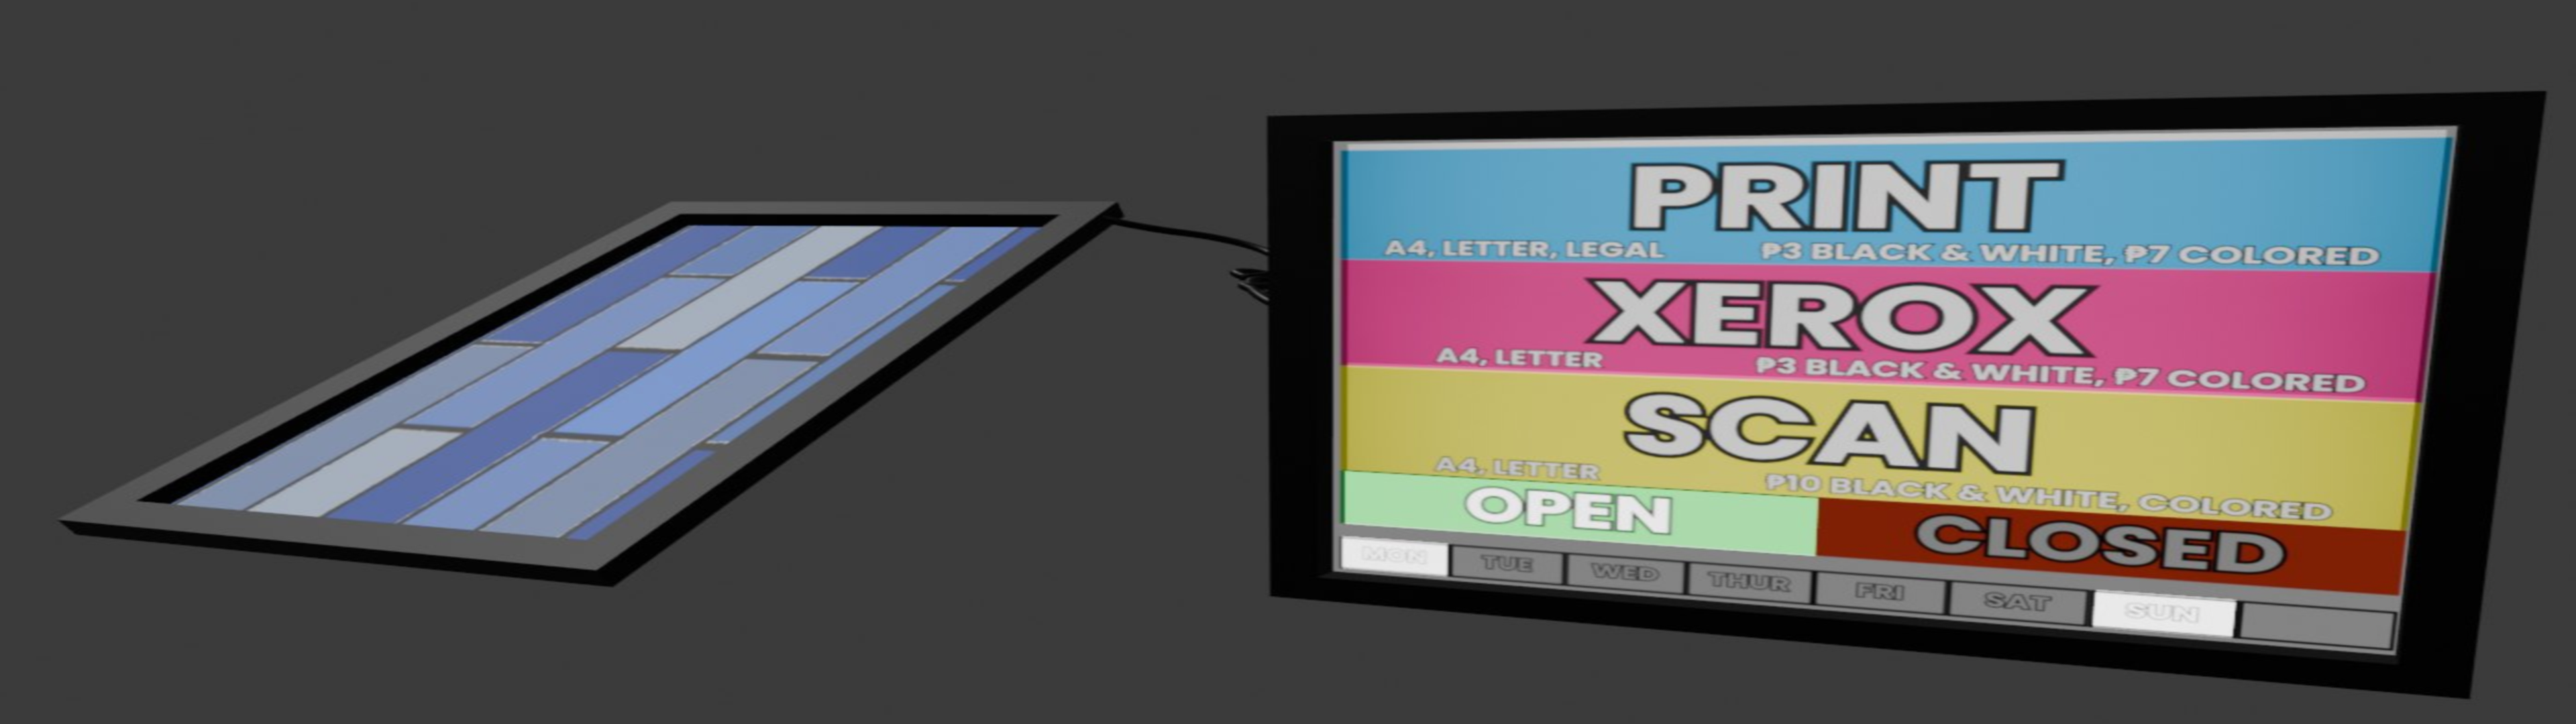 PRINT
A4, LETTER, LEGAL ₱3 BLACK & WHITE, ₱7 COLORED
XEROX
A4, LETTER ₱3 BLACK & WHITE, ₱7 COLORED
SCAN
A4, LETTER ₱10 BLACK & WHITE, COLORED
OPEN CLOSED
MON TUE WED THUR FRI SAT SUN